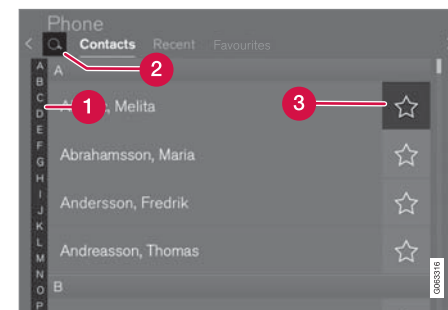 Phone
Contacts Recent Favourites
A
B
C
D
E
F
G
H
I
J
K
L
M
N
O
P
A
Melita
Abrahamsson, Maria
Andersson, Fredrik
Andreasson, Thomas
B
1
2
3
G063316